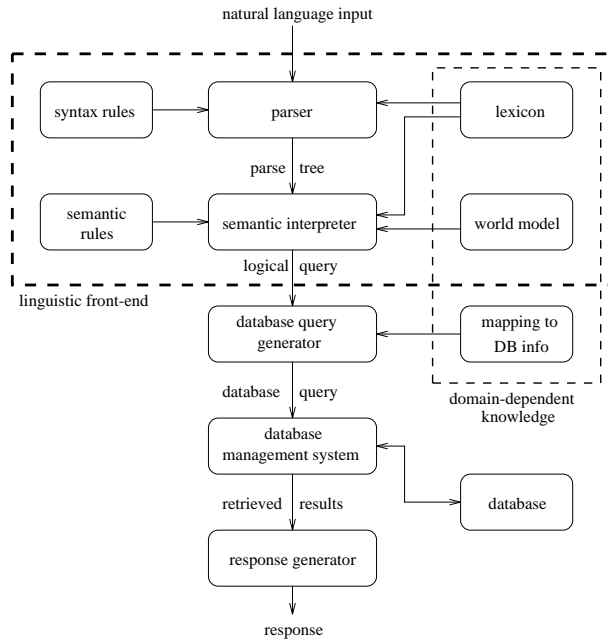 natural language input
syntax rules
parser
lexicon
parse tree
semantic
rules
semantic interpreter
world model
logical query
linguistic front-end
database query
generator
mapping to
DB info
database query
domain-dependent
knowledge
database
management system
retrieved results
database
response generator
response